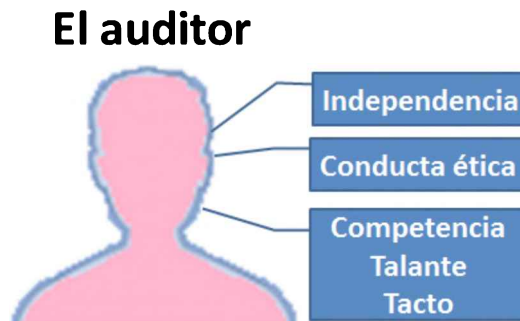 El auditor
Independencia
Conducta ética
Competencia
Talante
Tacto